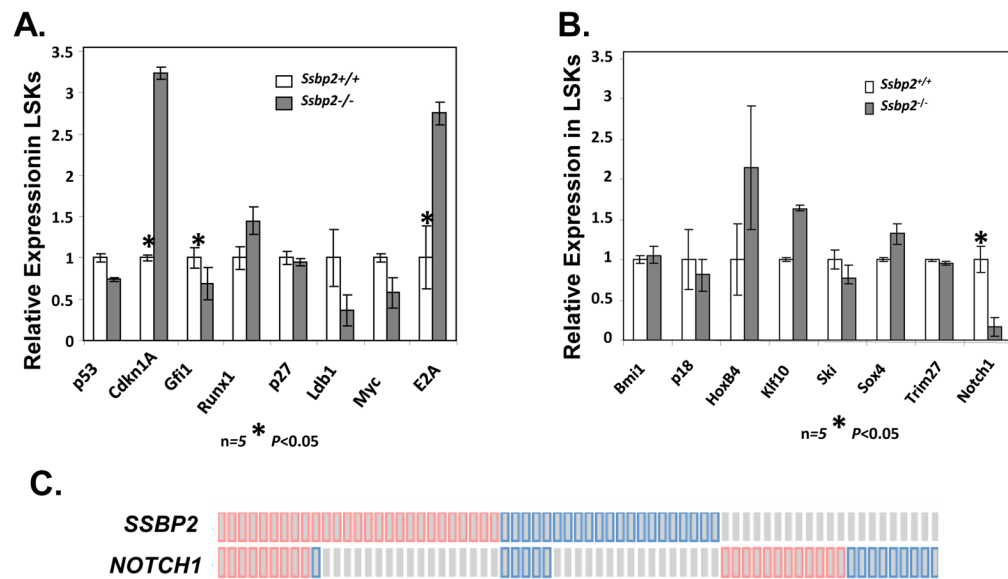 A.
Relative Expressionin LSKs
3.5
3
2.5
2
1.5
1
0.5
0
Ssbp2+/+
Ssbp2-/-
*
*
*
p53
Cdkn1A
Gfi1
Runx1
p27
Ldb1
Myc
E2A
n=5 * P<0.05
B.
Relative Expression in LSKs
3.5
3
2.5
2
1.5
1
0.5
0
Ssbp2+/+
Ssbp2-/-
*
Bmi1
p18
HoxB4
Klf10
Ski
Sox4
Trim27
Notch1
n=5 * P<0.05
C.
SSBP2
NOTCH1